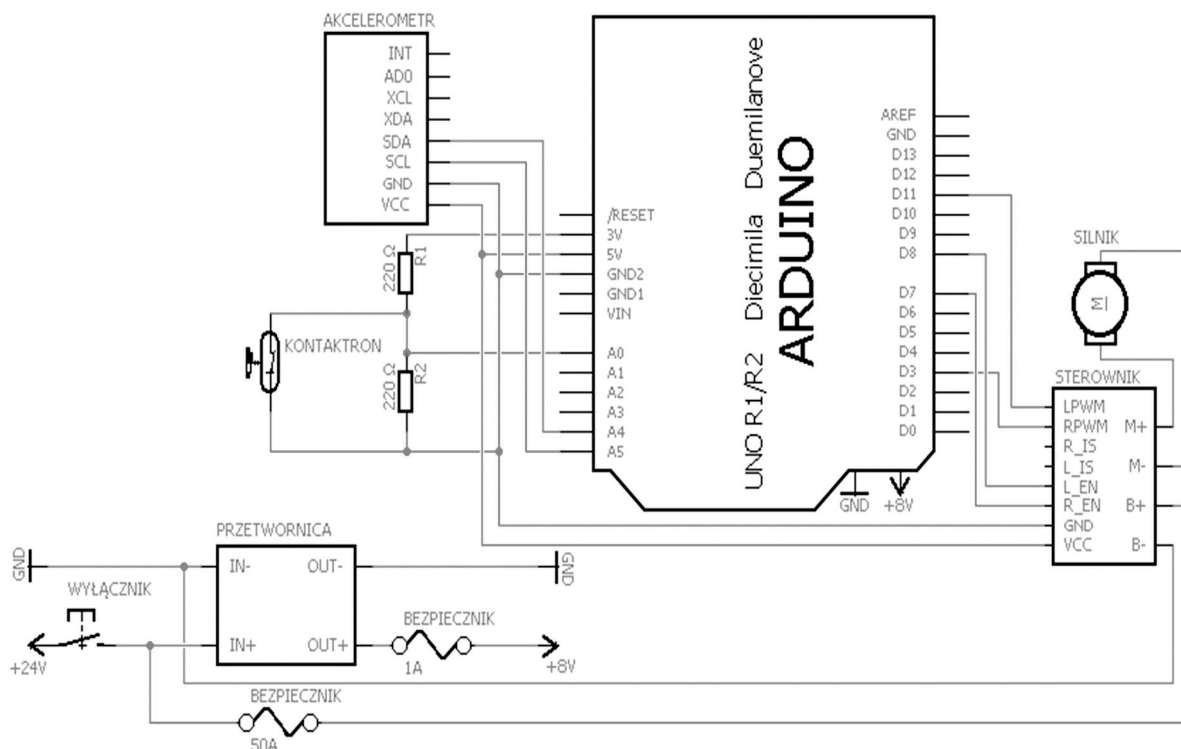 AKCELEROMETR
INT
AD0
XCL
XDA
SDA
SCL
GND
VCC
220 Ω
R1
KONTAKTRON
220 Ω
R2
/RESET
3V
5V
GND2
GND1
VIN
A0
A1
A2
A3
A4
A5
UNO R1/R2 Diecimila Duemilanove
ARDUINO
AREF
GND
D13
D12
D11
D10
D9
D8
D7
D6
D5
D4
D3
D2
D1
D0
GND
+8V
SILNIK
M
STEROWNIK
LPWM
RPWM
R_IS
L_IS
L_EN
R_EN
GND
VCC
M+
M-
B+
B-
PRZETWORNICA
IN-
OUT-
IN+
OUT+
GND
GND
WYŁĄCZNIK
+24V
BEZPIECZNIK
1A
+8V
BEZPIECZNIK
50A